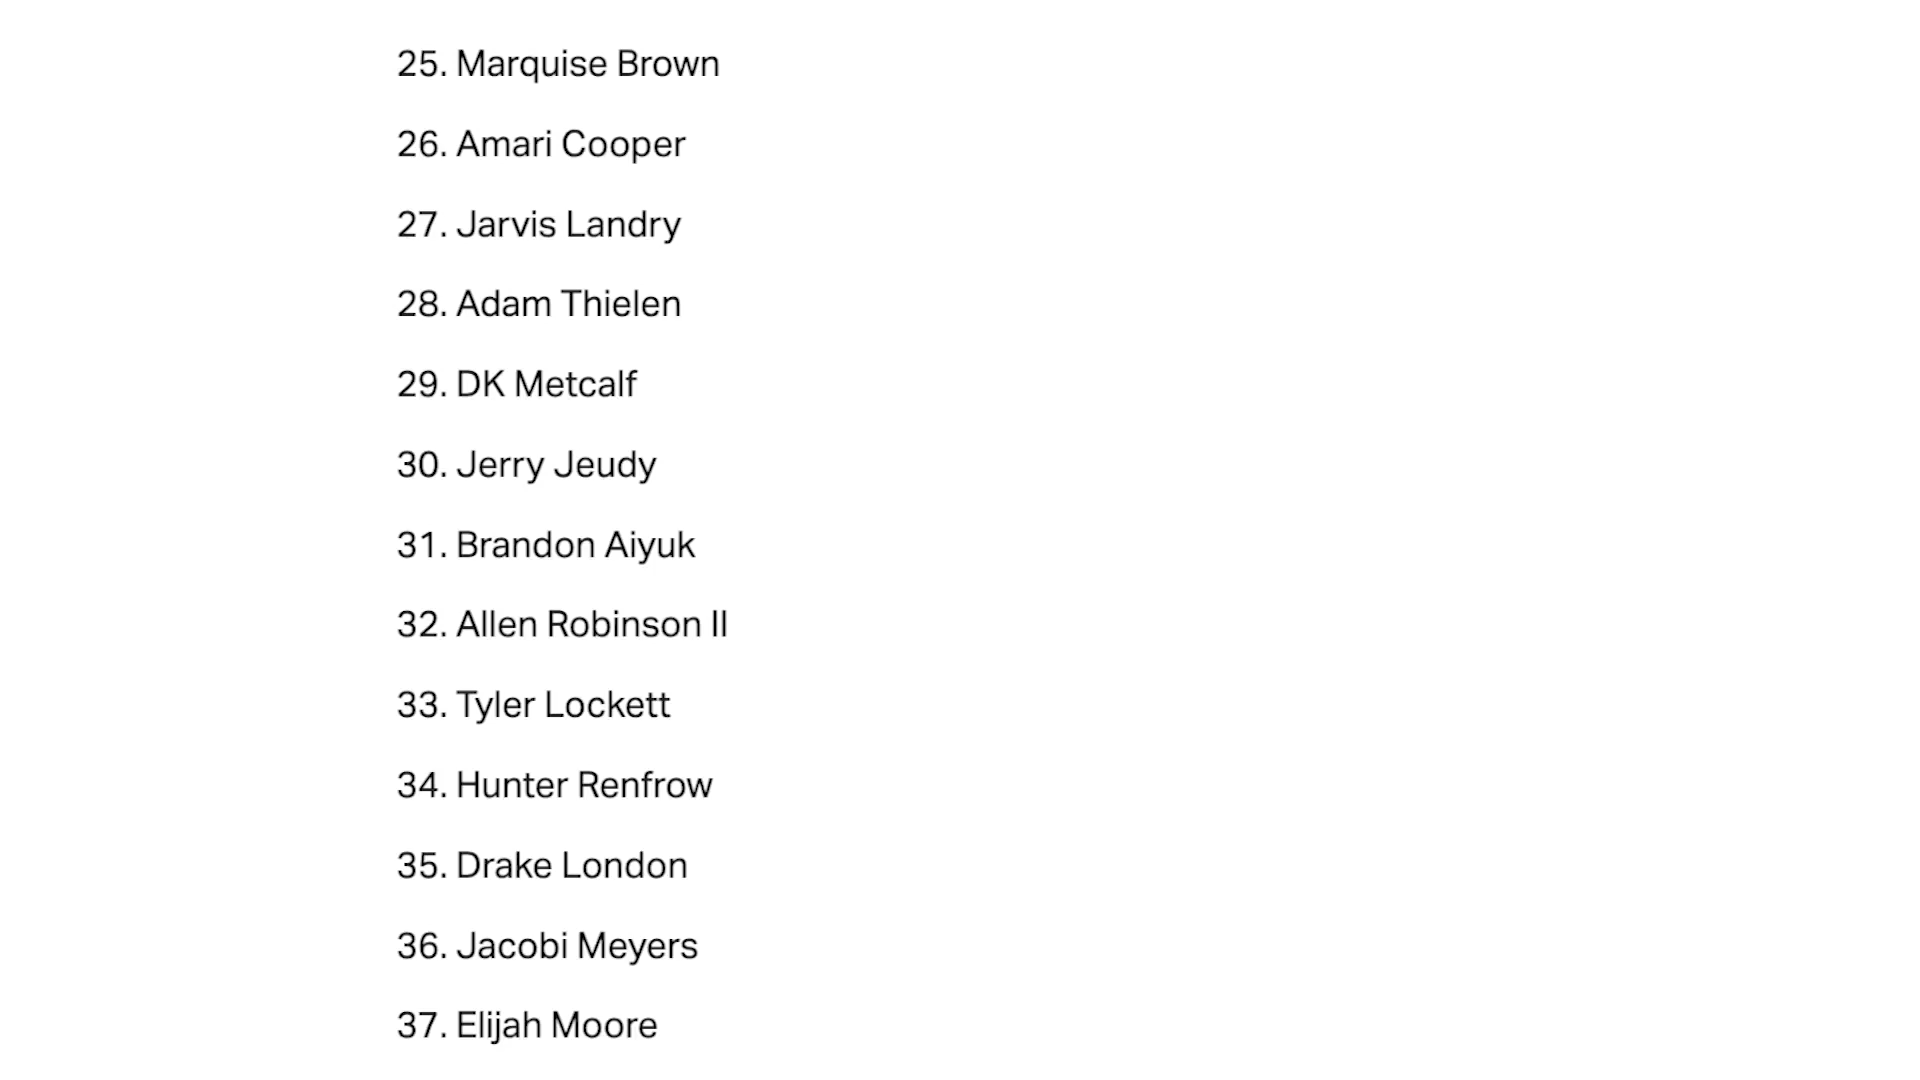 25. Marquise Brown
26. Amari Cooper
27. Jarvis Landry
28. Adam Thielen
29. DK Metcalf
30. Jerry Jeudy
31. Brandon Aiyuk
32. Allen Robinson II
33. Tyler Lockett
34. Hunter Renfrow
35. Drake London
36. Jacobi Meyers
37. Elijah Moore